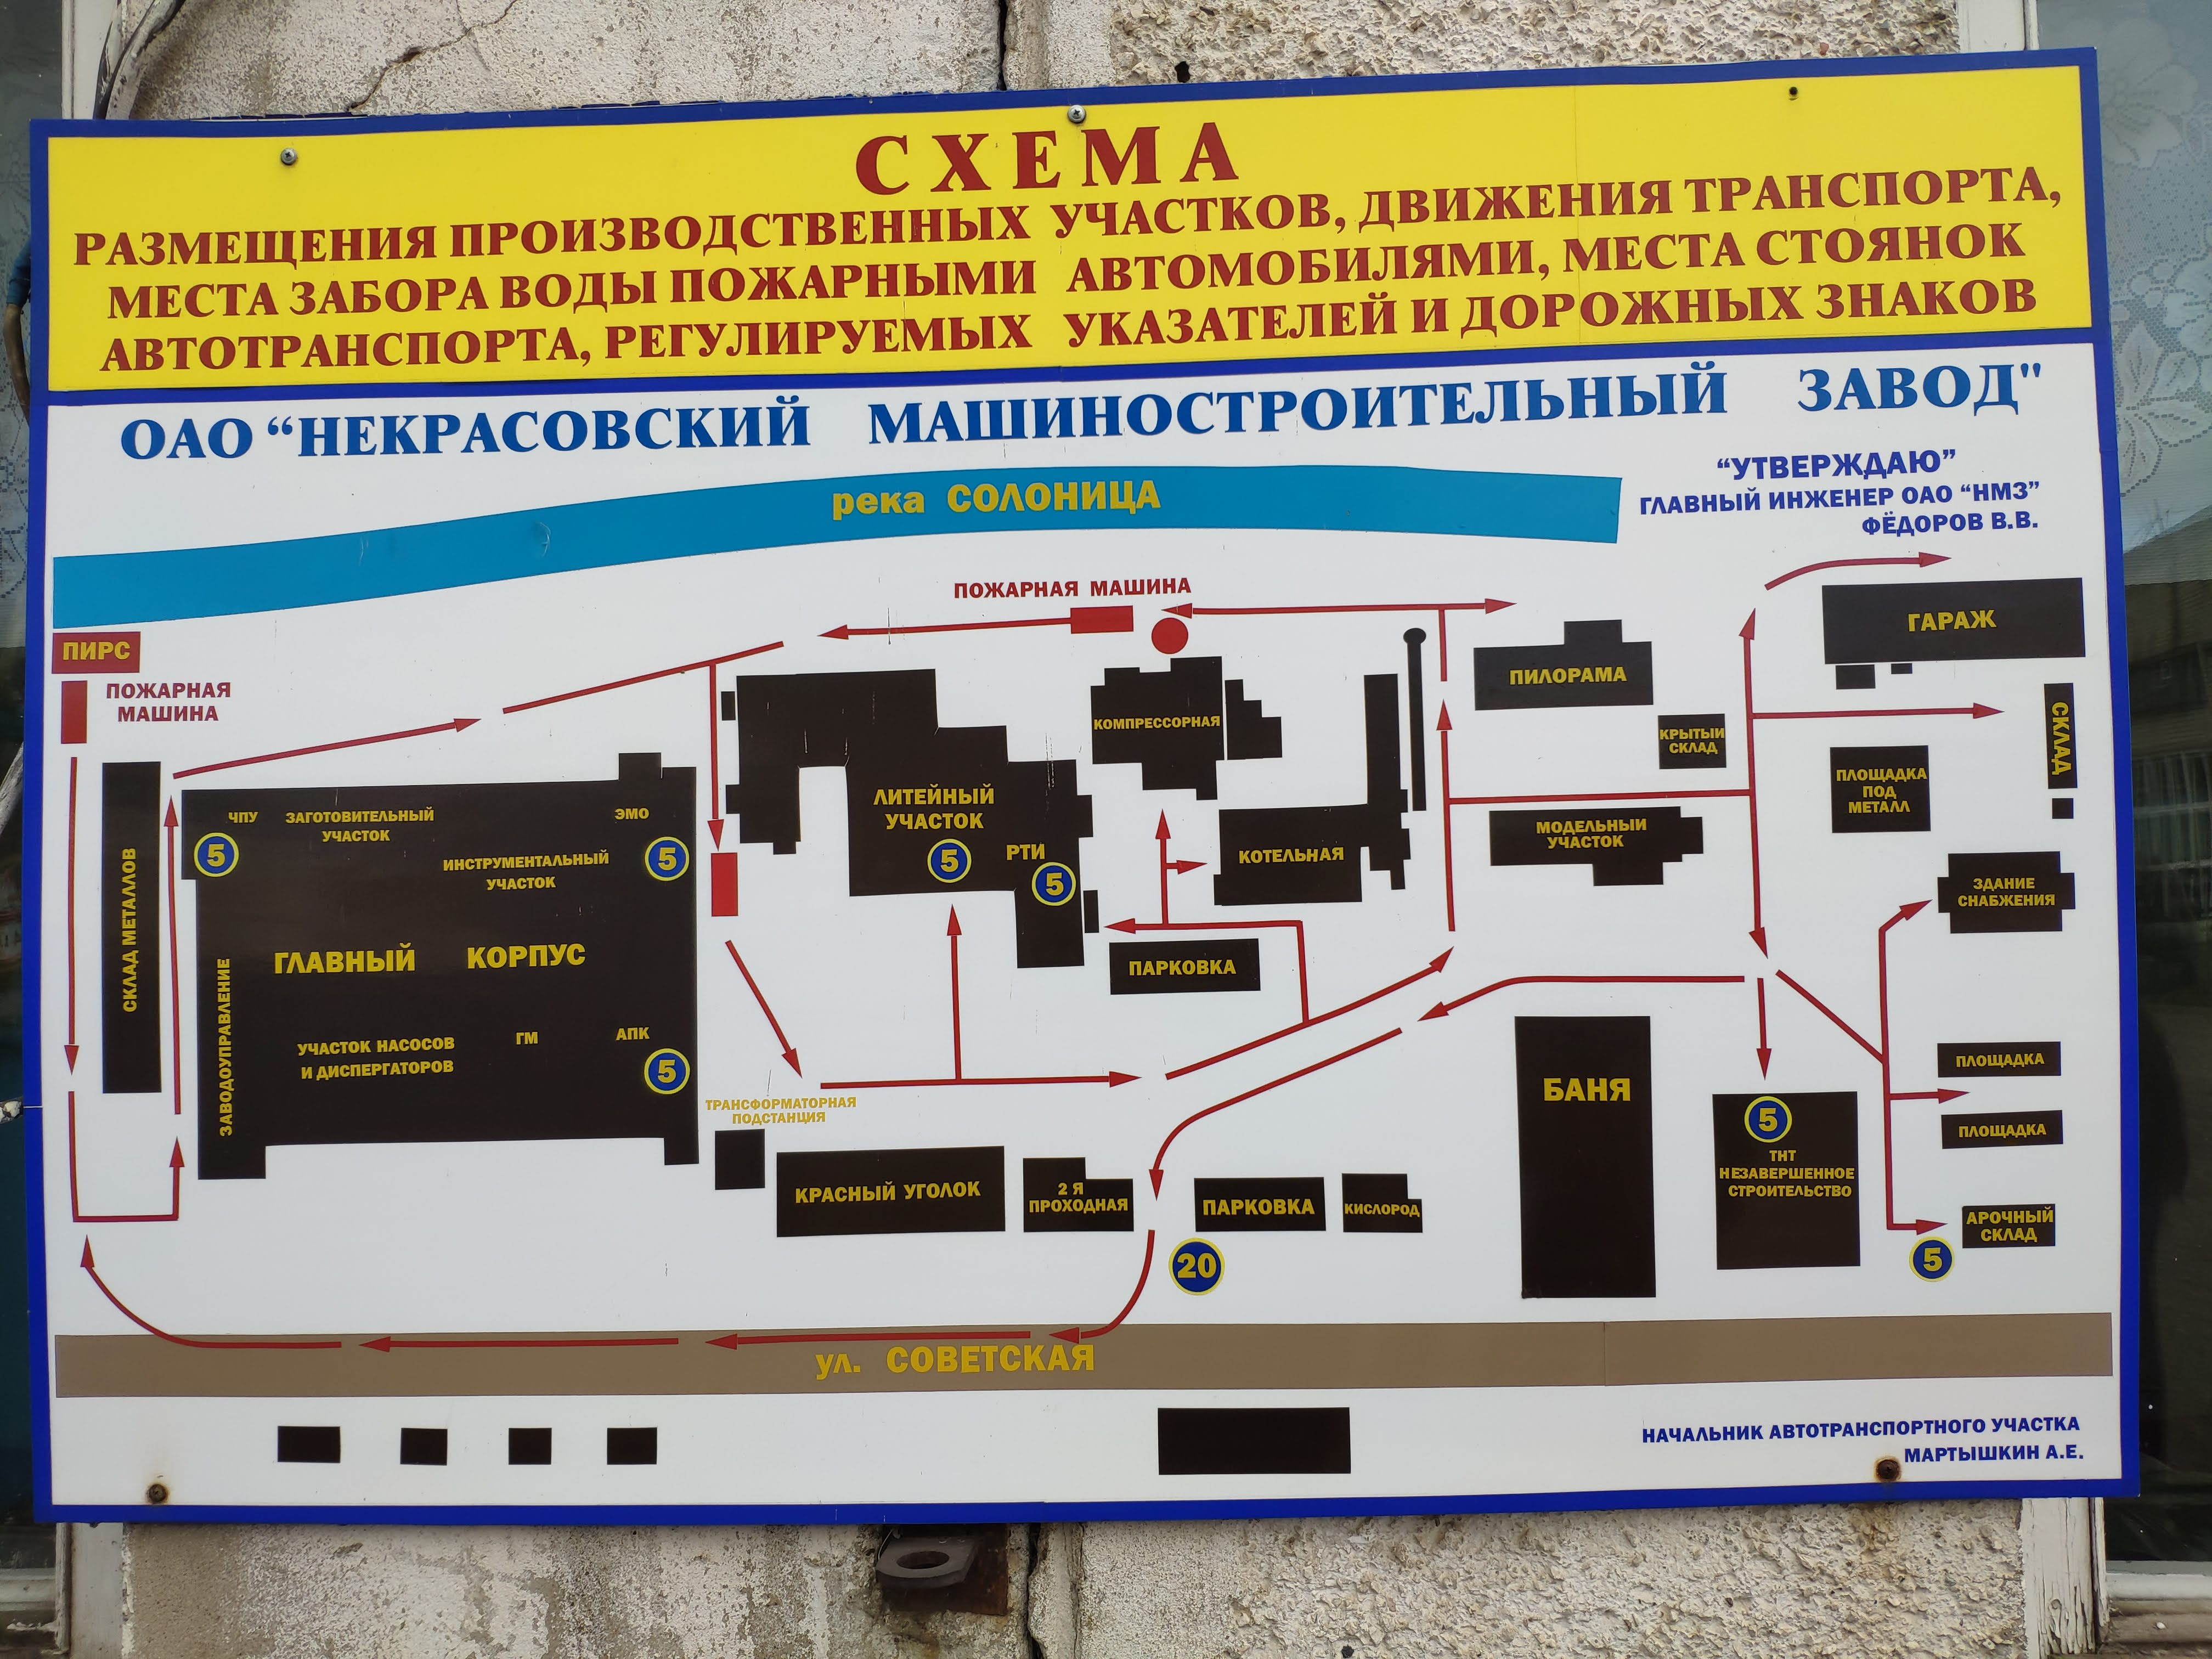 СХЕМА
РАЗМЕЩЕНИЯ ПРОИЗВОДСТВЕННЫХ УЧАСТКОВ, ДВИЖЕНИЯ ТРАНСПОРТА,
МЕСТА ЗАБОРА ВОДЫ ПОЖАРНЫМИ АВТОМОБИЛЯМИ, МЕСТА СТОЯНОК
АВТОТРАНСПОРТА, РЕГУЛИРУЕМЫХ УКАЗАТЕЛЕЙ И ДОРОЖНЫХ ЗНАКОВ
ОАО “НЕКРАСОВСКИЙ МАШИНОСТРОИТЕЛЬНЫЙ ЗАВОД"
“УТВЕРЖДАЮ”
ГЛАВНЫЙ ИНЖЕНЕР ОАО “НМЗ”
ФЁДОРОВ В.В.
река СОЛОНИЦА
ПИРС
ПОЖАРНАЯ
МАШИНА
ПОЖАРНАЯ МАШИНА
ГАРАЖ
ПИЛОРАМА
КОМПРЕССОРНАЯ
КРЫТЫЙ
СКЛАД
СКЛАД
ПЛОЩАДКА
ПОД
МЕТАЛЛ
СКЛАД МЕТАЛЛОВ
ЧПУ
5
ЗАГОТОВИТЕЛЬНЫЙ
УЧАСТОК
ЭМО
5
ИНСТРУМЕНТАЛЬНЫЙ
УЧАСТОК
ГЛАВНЫЙ КОРПУС
ЗАВОДОУПРАВЛЕНИЕ
УЧАСТОК НАСОСОВ
И ДИСПЕРГАТОРОВ
ГМ
АПК
5
ЛИТЕЙНЫЙ
УЧАСТОК
5
РТИ
5
КОТЕЛЬНАЯ
МОДЕЛЬНЫЙ
УЧАСТОК
ЗДАНИЕ
СНАБЖЕНИЯ
ПАРКОВКА
ТРАНСФОРМАТОРНАЯ
ПОДСТАНЦИЯ
БАНЯ
5
ТНТ
НЕЗАВЕРШЕННОЕ
СТРОИТЕЛЬСТВО
ПЛОЩАДКА
ПЛОЩАДКА
АРОЧНЫЙ
СКЛАД
5
КРАСНЫЙ УГОЛОК
2 Я
ПРОХОДНАЯ
ПАРКОВКА
КИСЛОРОД
20
ул. СОВЕТСКАЯ
НАЧАЛЬНИК АВТОТРАНСПОРТНОГО УЧАСТКА
МАРТЫШКИН А.Е.